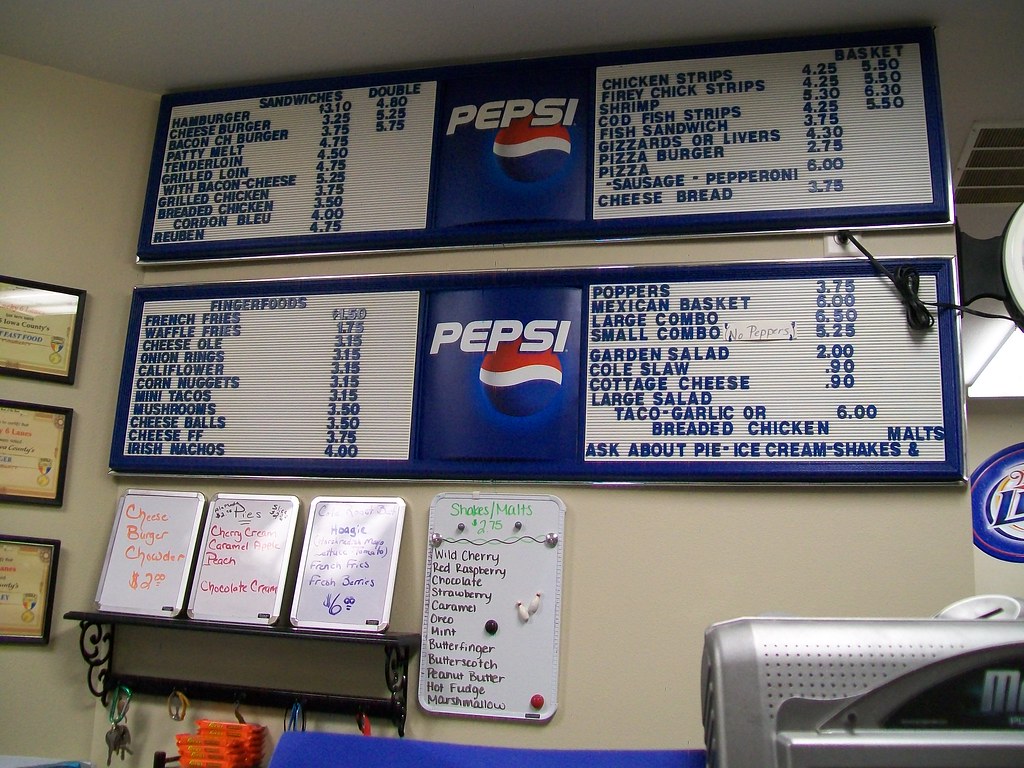 SANDWICHES DOUBLE
HAMBURGER $3.10 4.80
CHEESE BURGER 3.25 5.25
BACON CH BURGER 3.75 5.75
PATTY MELT 4.75
TENDERLOIN 4.50
GRILLED LOIN 4.75
WITH BACON-CHEESE 5.25
GRILLED CHICKEN 3.75
BREADED CHICKEN 3.50
CORDON BLEU 4.00
REUBEN 4.75
PEPSI
BASKET
CHICKEN STRIPS 4.25 5.50
FIREY CHICK STRIPS 4.25 5.50
SHRIMP 5.30 6.30
COD FISH STRIPS 4.25 5.50
FISH SANDWICH 3.75
GIZZARDS OR LIVERS 4.30
PIZZA BURGER 2.75
PIZZA 6.00
-SAUSAGE - PEPPERONI
CHEESE BREAD 3.75
FINGERFOODS
FRENCH FRIES $1.50
WAFFLE FRIES 1.75
CHEESE OLE 3.15
ONION RINGS 3.15
CALIFLOWER 3.15
CORN NUGGETS 3.15
MINI TACOS 3.15
MUSHROOMS 3.50
CHEESE BALLS 3.50
CHEESE FF 3.75
IRISH NACHOS 4.00
PEPSI
POPPERS 3.75
MEXICAN BASKET 6.00
LARGE COMBO 6.50
SMALL COMBO No Peppers 5.25
GARDEN SALAD 2.00
COLE SLAW .90
COTTAGE CHEESE .90
LARGE SALAD
TACO-GARLIC OR 6.00
BREADED CHICKEN
MALTS
ASK ABOUT PIE-ICE CREAM-SHAKES &
Iowa County's
FAST FOOD
6 Lanes
Cheese
Burger
Chowder
$2.00
Pies
Cherry Cream
Caramel Apple
Peach
Chocolate Cream
Hoagie
French Fries
Fresh Berries
$6.00
Shakes/Malts
$2.75
Wild Cherry
Red Raspberry
Chocolate
Strawberry
Caramel
Oreo
Mint
Butterfinger
Butterscotch
Peanut Butter
Hot Fudge
Marshmallow